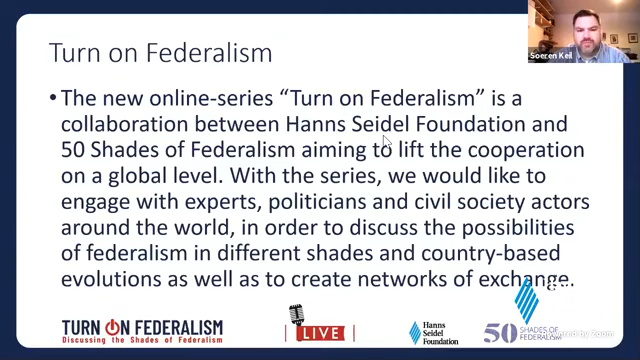 Turn on Federalism
Soeren Keil
• The new online-series “Turn on Federalism” is a
collaboration between Hanns Seidel Foundation and
50 Shades of Federalism aiming to lift the cooperation
on a global level. With the series, we would like to
engage with experts, politicians and civil society actors
around the world, in order to discuss the possibilities
of federalism in different shades and country-based
evolutions as well as to create networks of exchange.
TURN ON FEDERALISM
Discussing the Shades of Federalism
LIVE
Hanns
Seidel
Foundation
50 SHADES OF
FEDERALISM
by Zoom